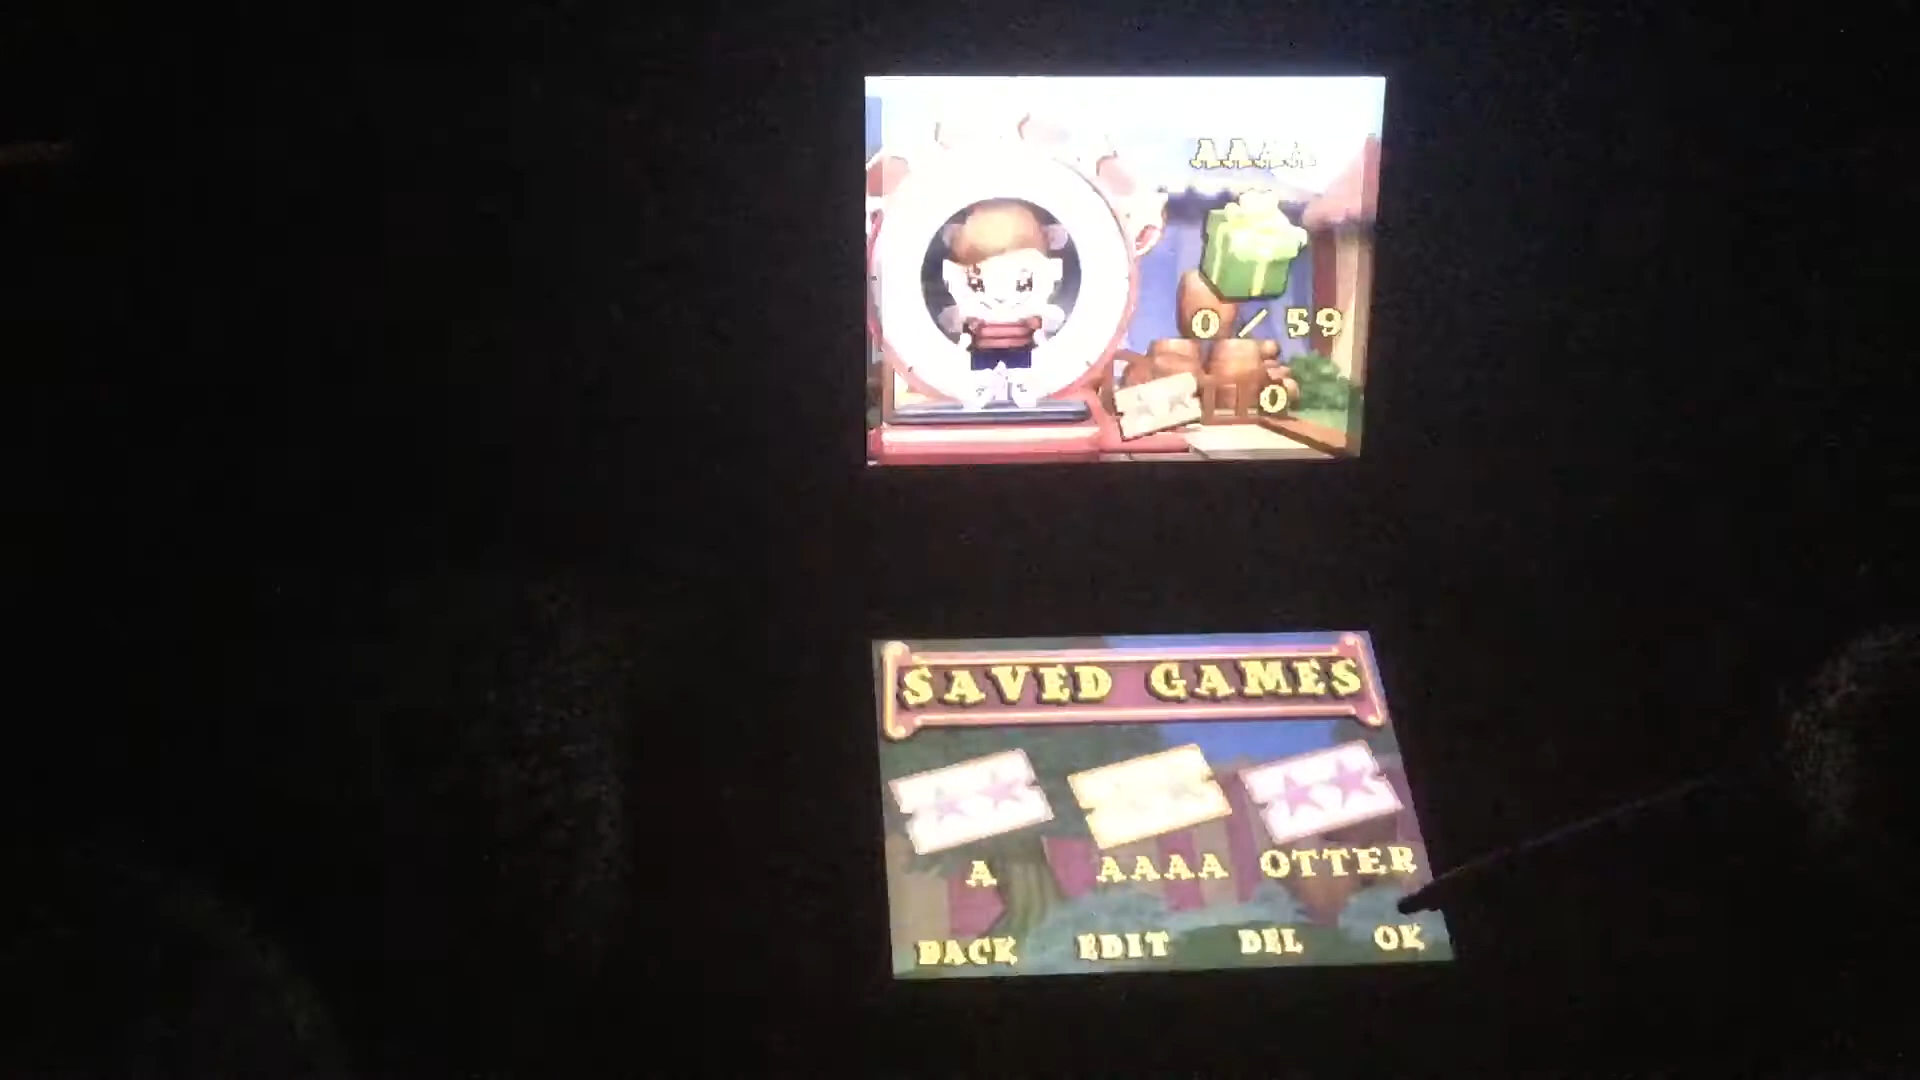 AAAA
0 / 59
0
SAVED GAMES
A AAAA OTTER
BACK EDIT DEL OK